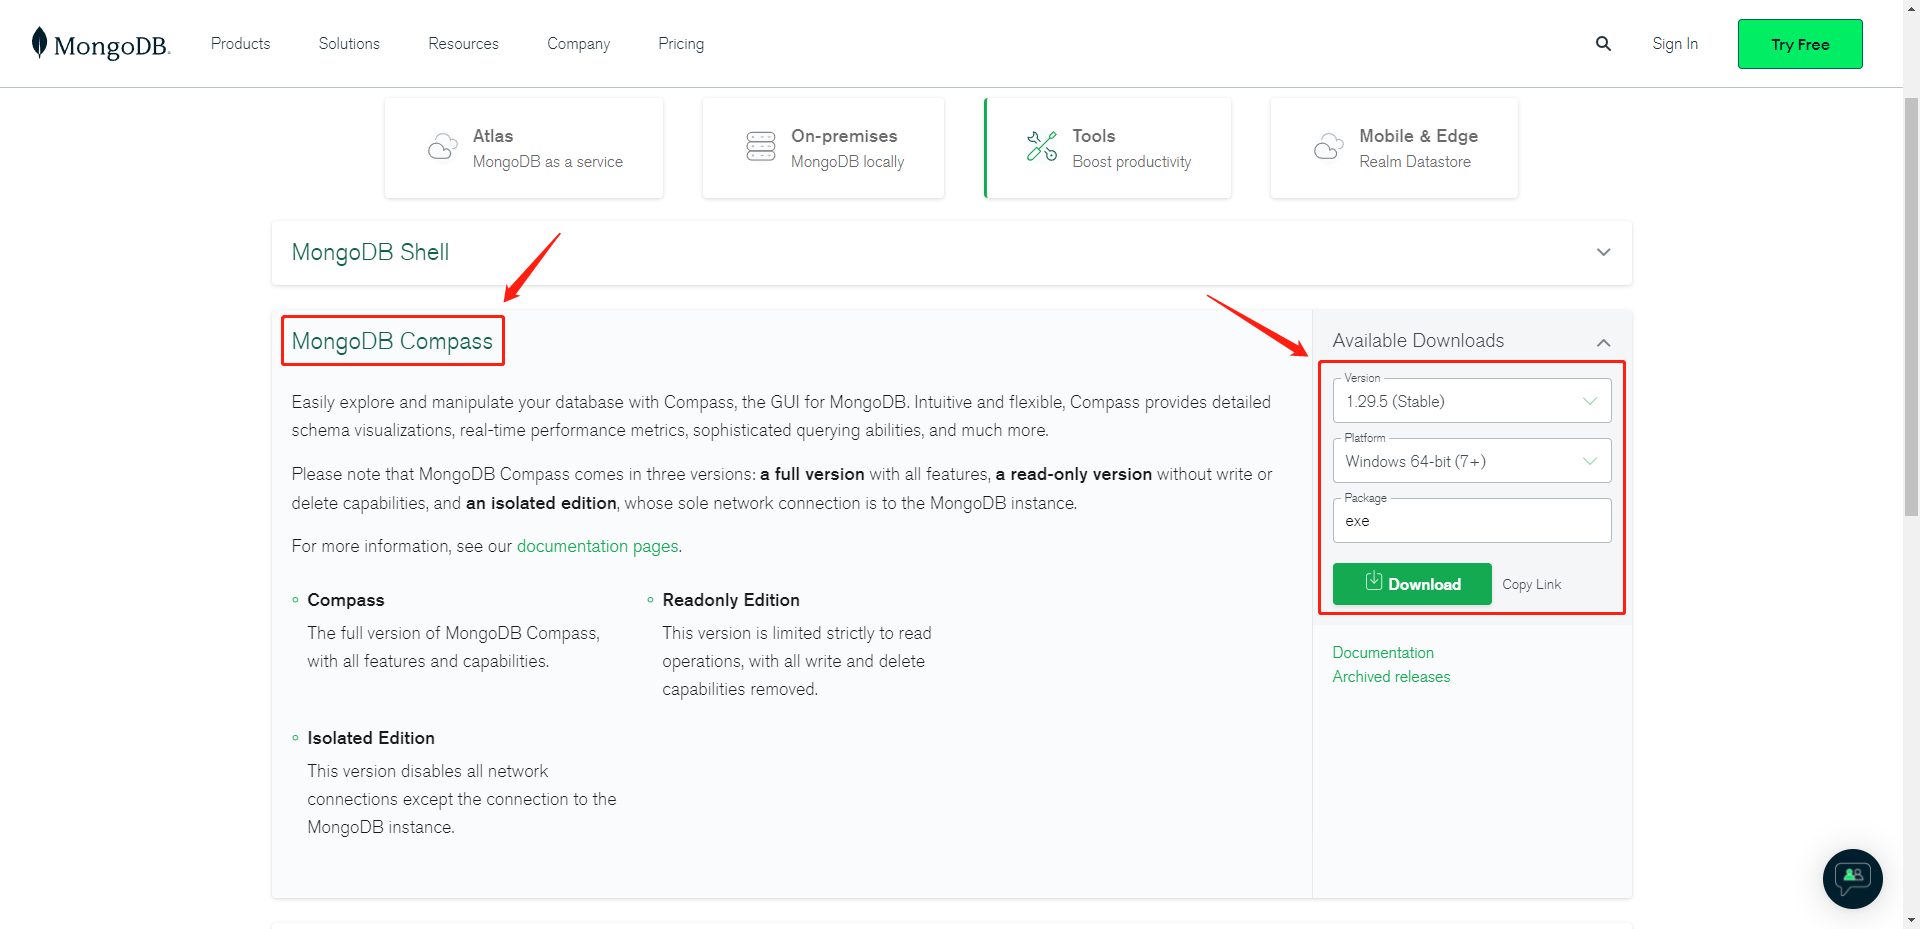 MongoDB.
Products
Solutions
Resources
Company
Pricing
Sign In
Try Free
Atlas
MongoDB as a service
On-premises
MongoDB locally
Tools
Boost productivity
Mobile & Edge
Realm Datastore
MongoDB Shell
MongoDB Compass
Easily explore and manipulate your database with Compass, the GUI for MongoDB. Intuitive and flexible, Compass provides detailed
schema visualizations, real-time performance metrics, sophisticated querying abilities, and much more.
Please note that MongoDB Compass comes in three versions: a full version with all features, a read-only version without write or
delete capabilities, and an isolated edition, whose sole network connection is to the MongoDB instance.
For more information, see our documentation pages.
Compass
The full version of MongoDB Compass,
with all features and capabilities.
Readonly Edition
This version is limited strictly to read
operations, with all write and delete
capabilities removed.
Isolated Edition
This version disables all network
connections except the connection to the
MongoDB instance.
Available Downloads
Version
1.29.5 (Stable)
Platform
Windows 64-bit (7+)
Package
exe
Download
Copy Link
Documentation
Archived releases